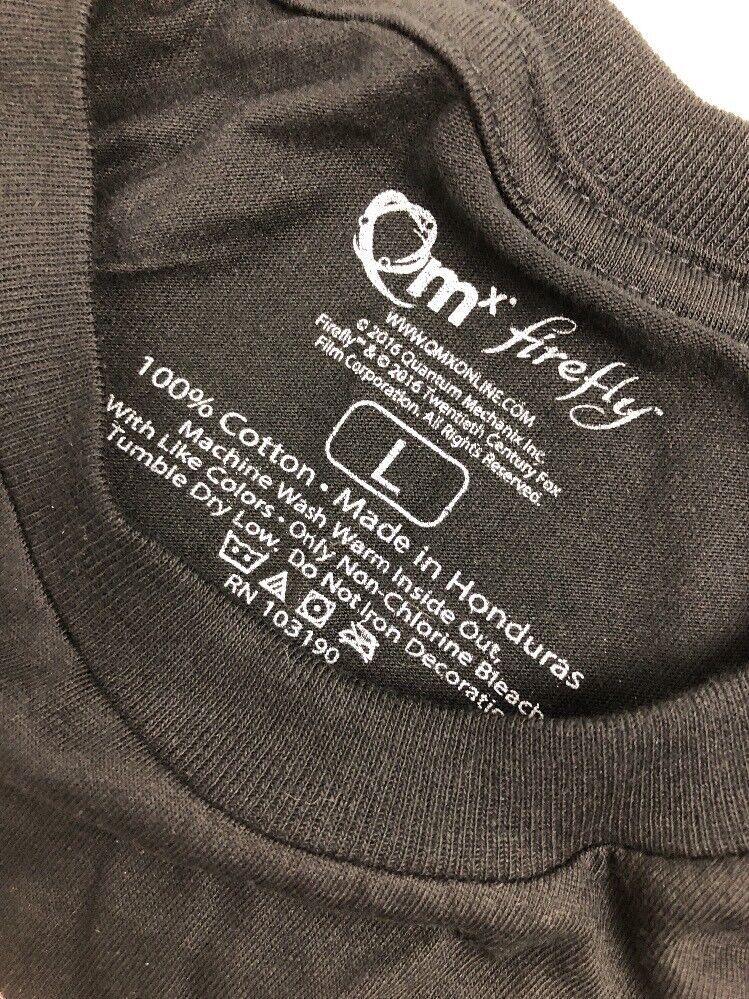 Qmx firefly™
WWW.QMXONLINE.COM
© 2016 Quantum Mechanix Inc.
Firefly™ & © 2016 Twentieth Century Fox
Film Corporation. All Rights Reserved.
L
100% Cotton • Made in Honduras
Machine Wash Warm Inside Out,
With Like Colors • Only Non-Chlorine Bleach
Tumble Dry Low. Do Not Iron Decoratio
RN 103190